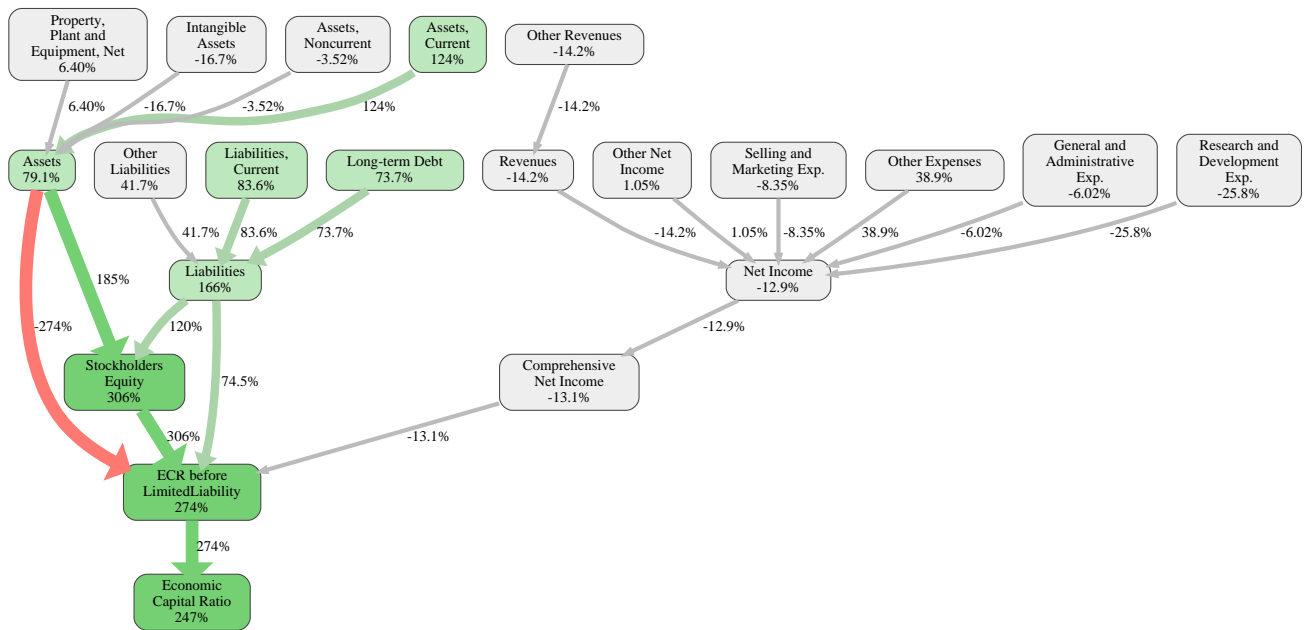 Property,
Plant and
Equipment, Net
6.40%
Intangible
Assets
-16.7%
Assets,
Noncurrent
-3.52%
Assets,
Current
124%
Other Revenues
-14.2%
6.40%
-16.7%
-3.52%
124%
-14.2%
Assets
79.1%
Other
Liabilities
41.7%
Liabilities,
Current
83.6%
Long-term Debt
73.7%
Revenues
-14.2%
Other Net
Income
1.05%
Selling and
Marketing Exp.
-8.35%
Other Expenses
38.9%
General and
Administrative
Exp.
-6.02%
Research and
Development
Exp.
-25.8%
41.7%
83.6%
73.7%
-14.2%
1.05%
-8.35%
38.9%
-6.02%
-25.8%
Liabilities
166%
Net Income
-12.9%
185%
-274%
120%
-12.9%
Stockholders
Equity
306%
74.5%
Comprehensive
Net Income
-13.1%
306%
-13.1%
ECR before
LimitedLiability
274%
274%
Economic
Capital Ratio
247%